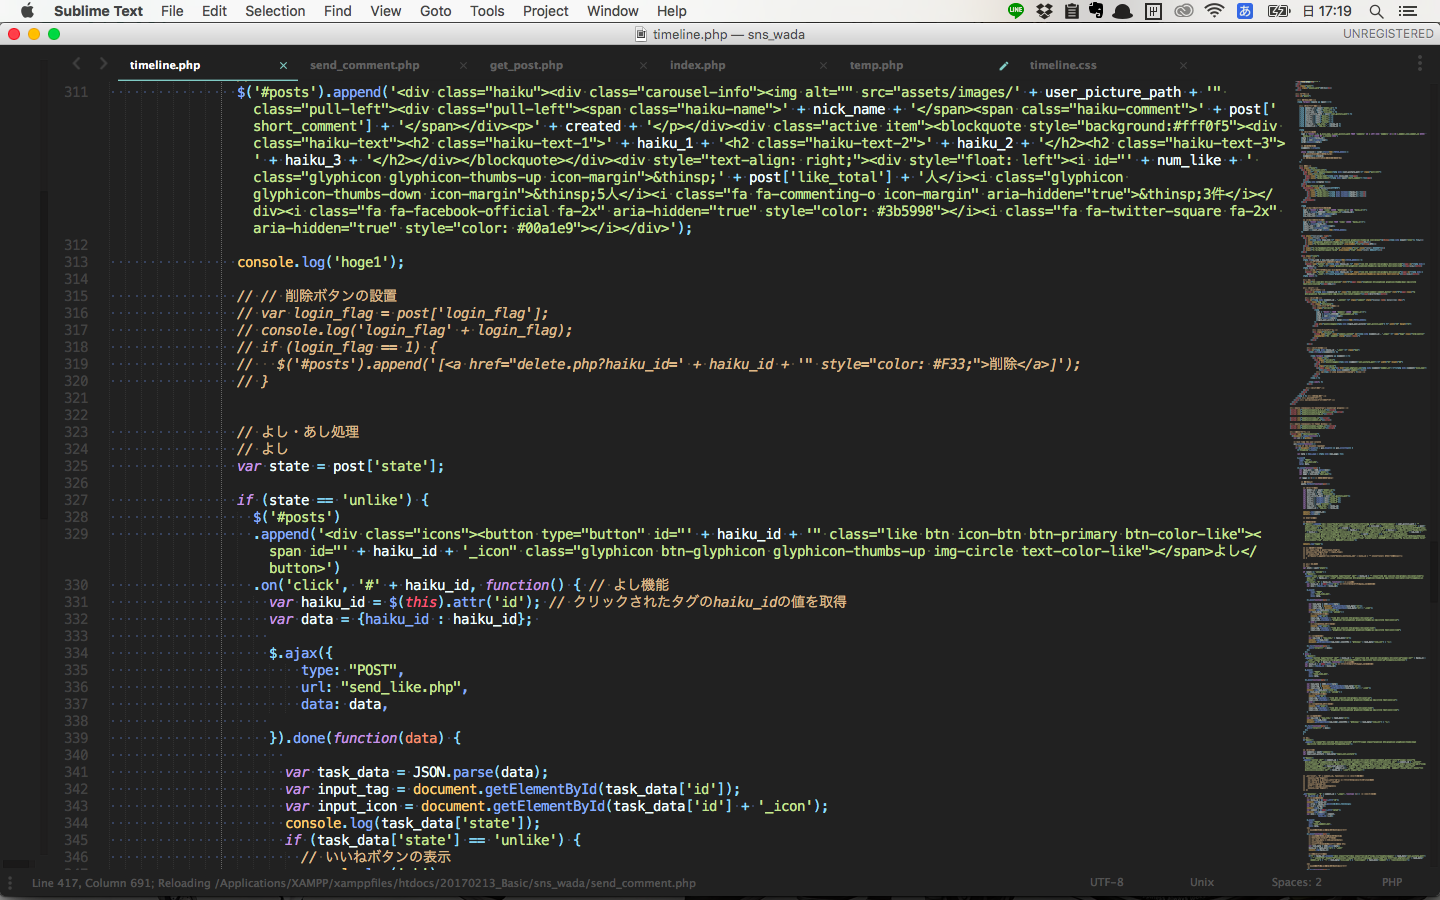 Sublime Text File Edit Selection Find View Goto Tools Project Window Help LINE あ 日 17:19
timeline.php — sns_wada UNREGISTERED
timeline.php × send_comment.php × get_post.php × index.php × temp.php timeline.css ×
311 $('#posts').append('<div class="haiku"><div class="carousel-info"><img alt="" src="assets/images/' + user_picture_path + '"
class="pull-left"><div class="pull-left"><span class="haiku-name">' + nick_name + '</span><span calss="haiku-comment">' + post['
short_comment'] + '</span></div><p>' + created + '</p></div><div class="active item"><blockquote style="background:#fff0f5"><div
class="haiku-text"><h2 class="haiku-text-1">' + haiku_1 + '<h2 class="haiku-text-2">' + haiku_2 + '</h2><h2 class="haiku-text-3">
' + haiku_3 + '</h2></div></blockquote></div><div style="text-align: right;"><div style="float: left"><i id="' + num_like + '
class="glyphicon glyphicon-thumbs-up icon-margin">&thinsp;' + post['like_total'] + '人</i><i class="glyphicon
glyphicon-thumbs-down icon-margin">&thinsp;5人</i><i class="fa fa-commenting-o icon-margin" aria-hidden="true">&thinsp;3件</i></
div><i class="fa fa-facebook-official fa-2x" aria-hidden="true" style="color: #3b5998"></i><i class="fa fa-twitter-square fa-2x"
aria-hidden="true" style="color: #00a1e9"></i></div>');
312
313 console.log('hoge1');
314
315 // // 削除ボタンの設置
316 // var login_flag = post['login_flag'];
317 // console.log('login_flag' + login_flag);
318 // if (login_flag == 1) {
319 //   $('#posts').append('[<a href="delete.php?haiku_id=' + haiku_id + '" style="color: #F33;">削除</a>]');
320 // }
321
322
323 // よし・あし処理
324 // よし
325 var state = post['state'];
326
327 if (state == 'unlike') {
328 $('#posts')
329 .append('<div class="icons"><button type="button" id="' + haiku_id + '" class="like btn icon-btn btn-primary btn-color-like"><
span id="' + haiku_id + '_icon" class="glyphicon btn-glyphicon glyphicon-thumbs-up img-circle text-color-like"></span>よし</
button>')
330 .on('click', '#' + haiku_id, function() { // よし機能
331 var haiku_id = $(this).attr('id'); // クリックされたタグのhaiku_idの値を取得
332 var data = {haiku_id : haiku_id};
333
334 $.ajax({
335 type: "POST",
336 url: "send_like.php",
337 data: data,
338
339 }).done(function(data) {
340
341 var task_data = JSON.parse(data);
342 var input_tag = document.getElementById(task_data['id']);
343 var input_icon = document.getElementById(task_data['id'] + '_icon');
344 console.log(task_data['state']);
345 if (task_data['state'] == 'unlike') {
346 // いいねボタンの表示
Line 417, Column 691; Reloading /Applications/XAMPP/xamppfiles/htdocs/20170213_Basic/sns_wada/send_comment.php UTF-8 Unix Spaces: 2 PHP